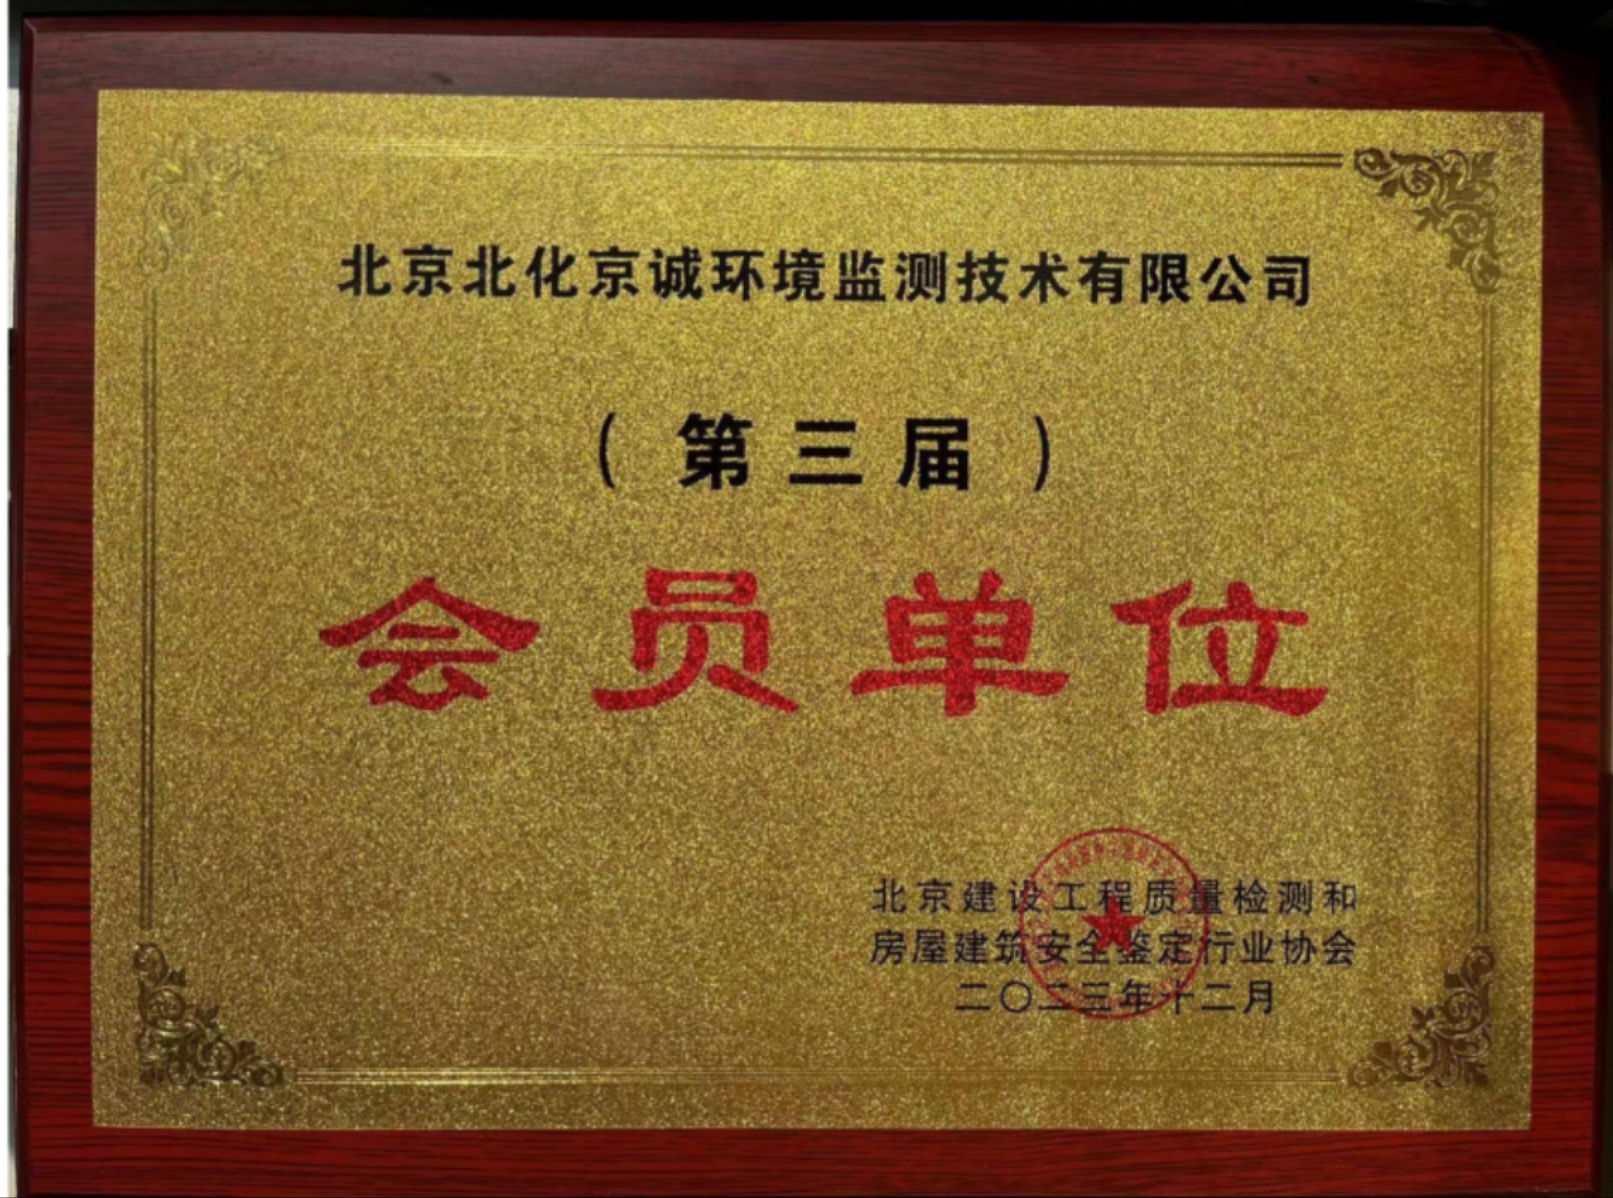 北京北化京诚环境监测技术有限公司
（第三届）
会员单位
北京建设工程质量检测和
房屋建筑安全鉴定行业协会
二〇二三年十二月